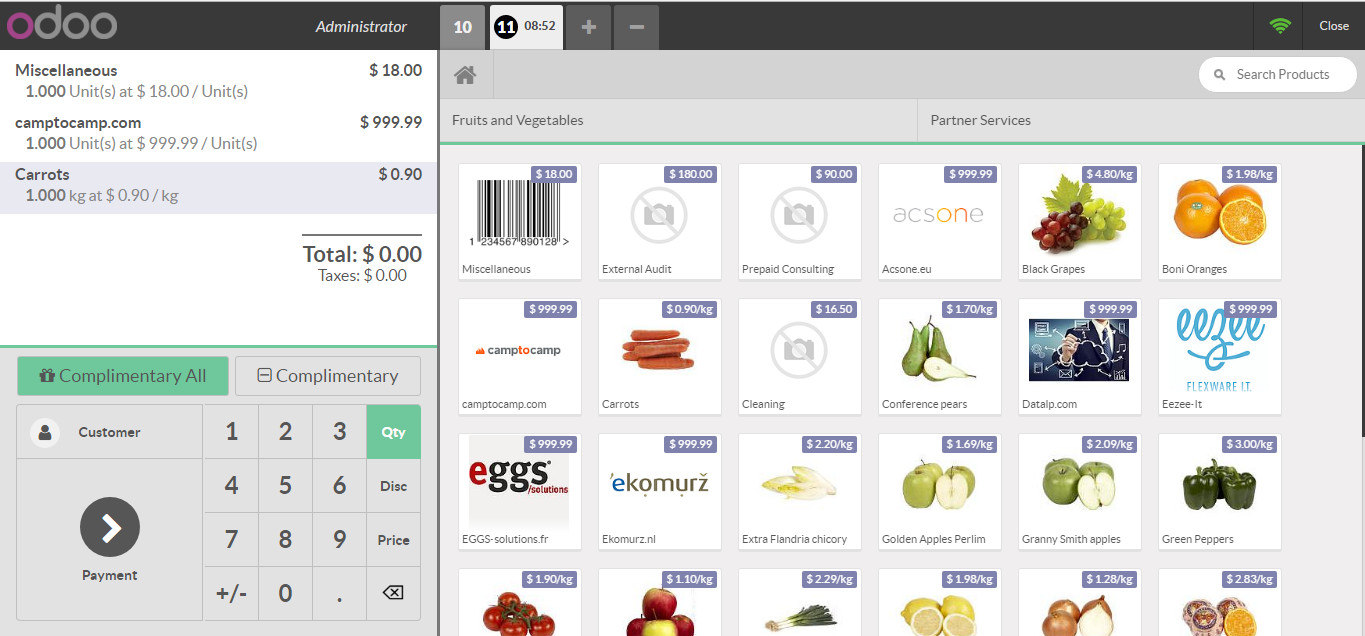 odoo
Administrator
10
11 08:52
+
−
Close
Miscellaneous $ 18.00
1.000 Unit(s) at $ 18.00 / Unit(s)
camptocamp.com $ 999.99
1.000 Unit(s) at $ 999.99 / Unit(s)
Carrots $ 0.90
1.000 kg at $ 0.90 / kg
Total: $ 0.00
Taxes: $ 0.00
Complimentary All
Complimentary
Customer
Payment
1 2 3 Qty
4 5 6 Disc
7 8 9 Price
+/- 0 .
Search Products
Fruits and Vegetables
Partner Services
$ 18.00
1 234567 890128 >
Miscellaneous
$ 180.00
External Audit
$ 90.00
Prepaid Consulting
$ 999.99
acsone
Acsone.eu
$ 4.80/kg
Black Grapes
$ 1.98/kg
Boni Oranges
$ 999.99
camptocamp
camptocamp.com
$ 0.90/kg
Carrots
$ 16.50
Cleaning
$ 1.70/kg
Conference pears
$ 999.99
Datalp.com
$ 999.99
eezee
FLEXWARE I.T.
Eezee-It
$ 999.99
eggs
/solutions
EGGS-solutions.fr
$ 999.99
'ekomurž
Ekomurz.nl
$ 2.20/kg
Extra Flandria chicory
$ 1.69/kg
Golden Apples Perlim
$ 2.09/kg
Granny Smith apples
$ 3.00/kg
Green Peppers
$ 1.90/kg
$ 1.10/kg
$ 2.29/kg
$ 1.98/kg
$ 1.28/kg
$ 2.83/kg